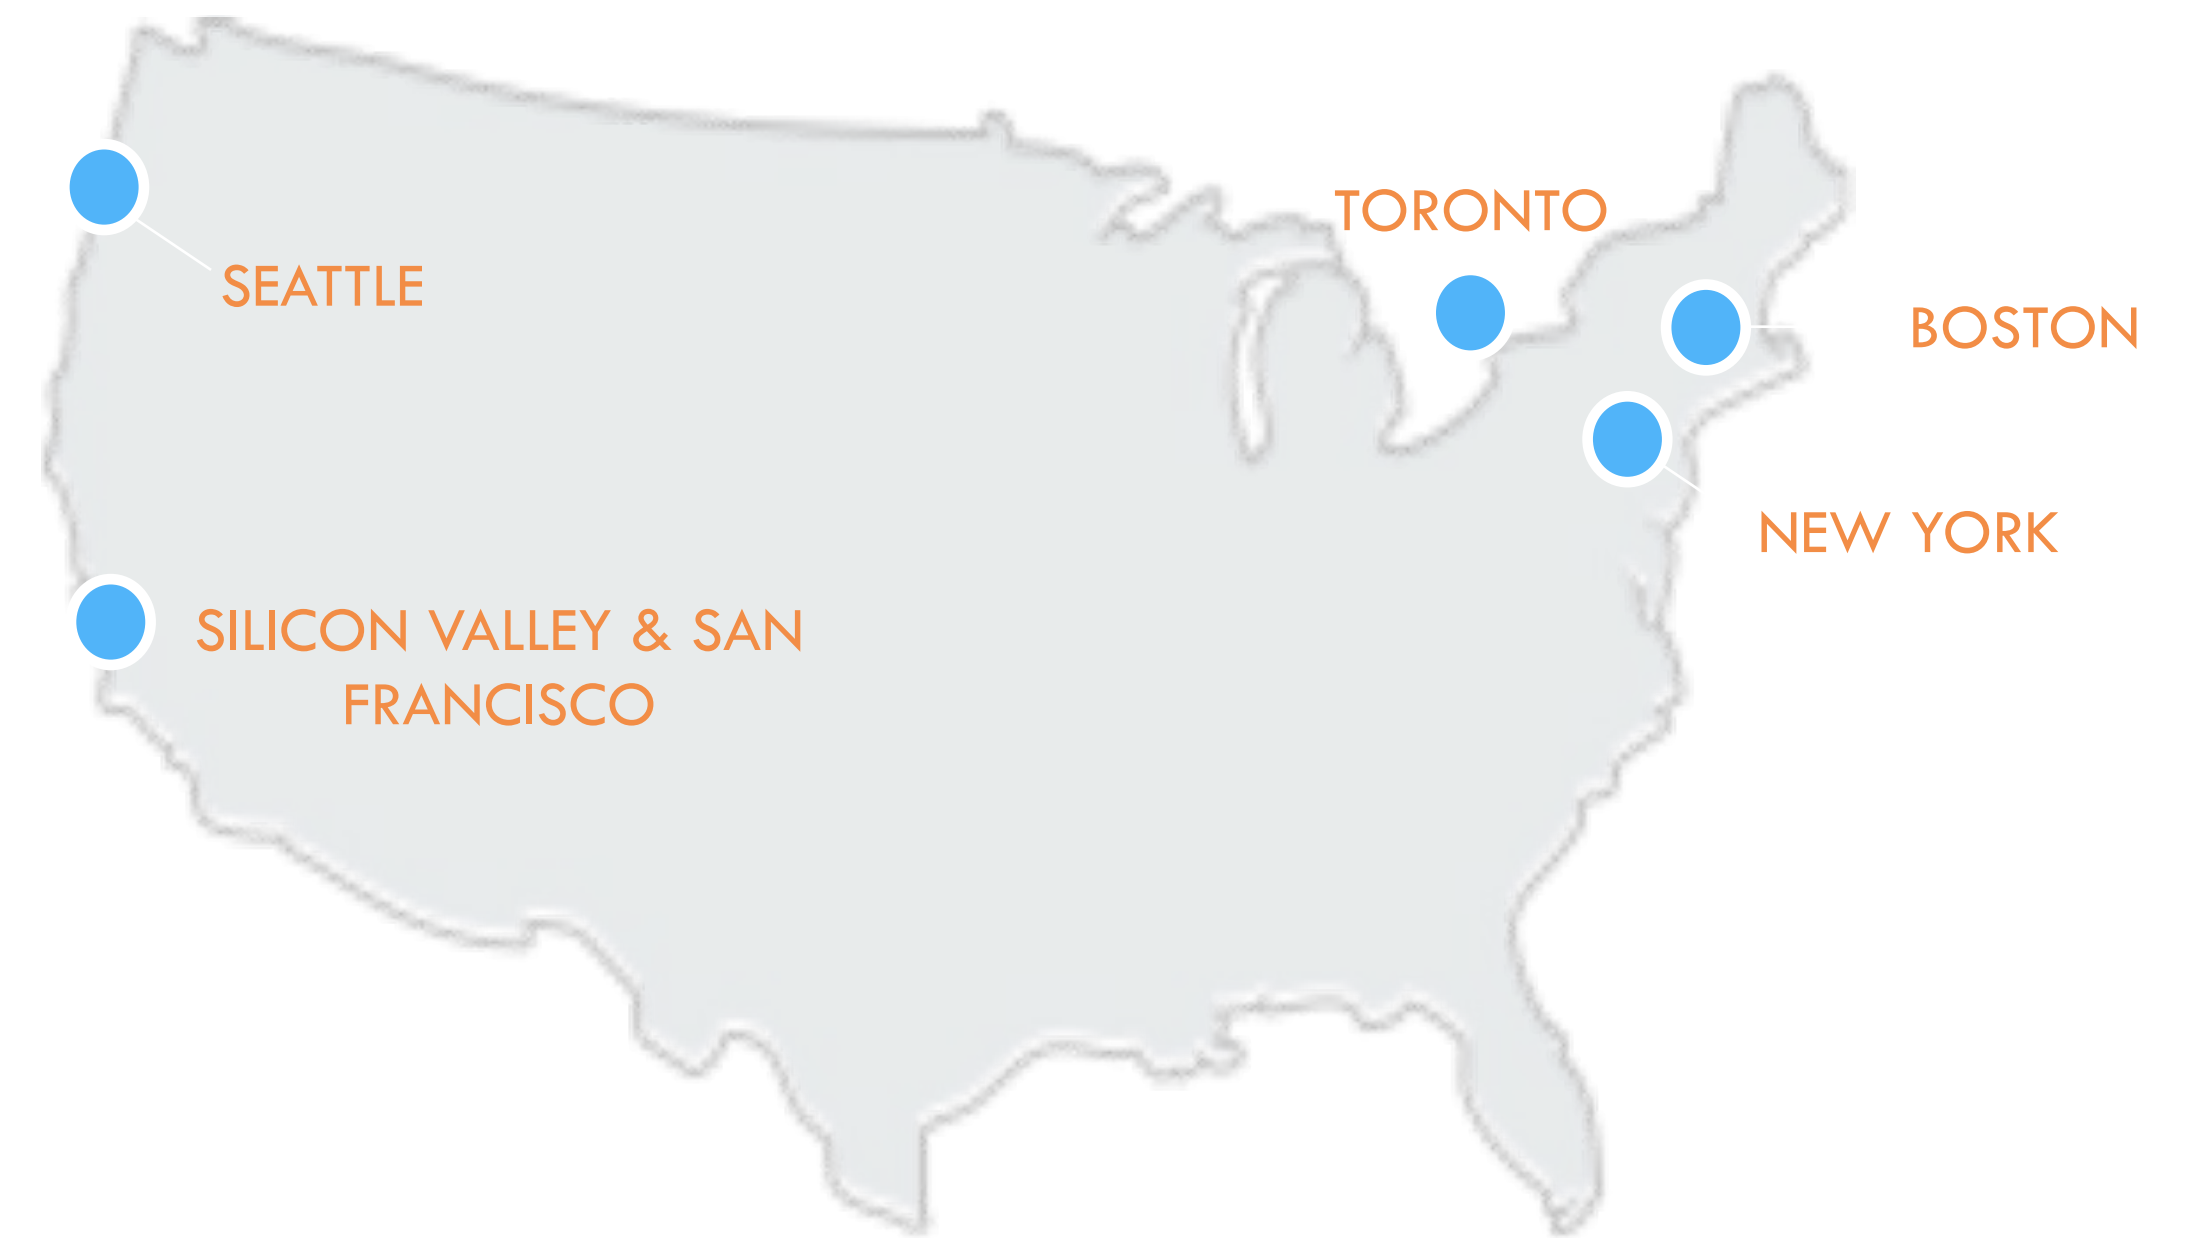 TORONTO
SEATTLE
BOSTON
NEW YORK
SILICON VALLEY & SAN
FRANCISCO